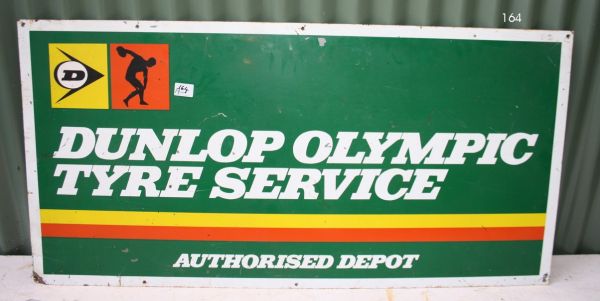 164
D
164
DUNLOP OLYMPIC
TYRE SERVICE
AUTHORISED DEPOT